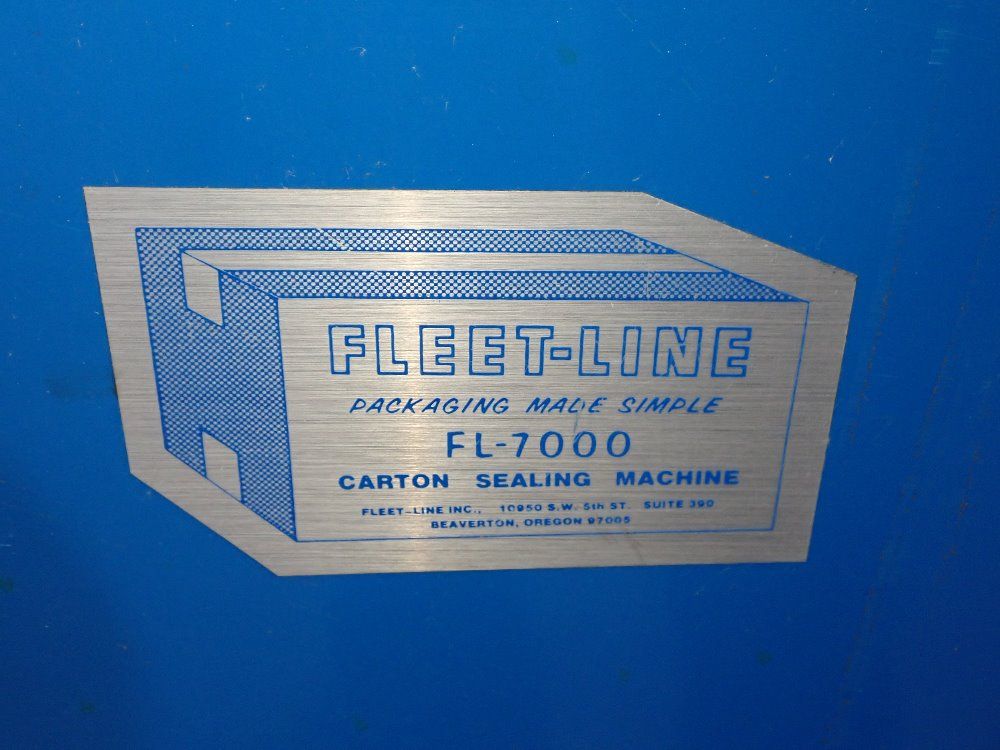 FLEET-LINE
PACKAGING MADE SIMPLE
FL-7000
CARTON SEALING MACHINE
FLEET-LINE INC., 10950 S.W. 5th ST. SUITE 390
BEAVERTON, OREGON 97005